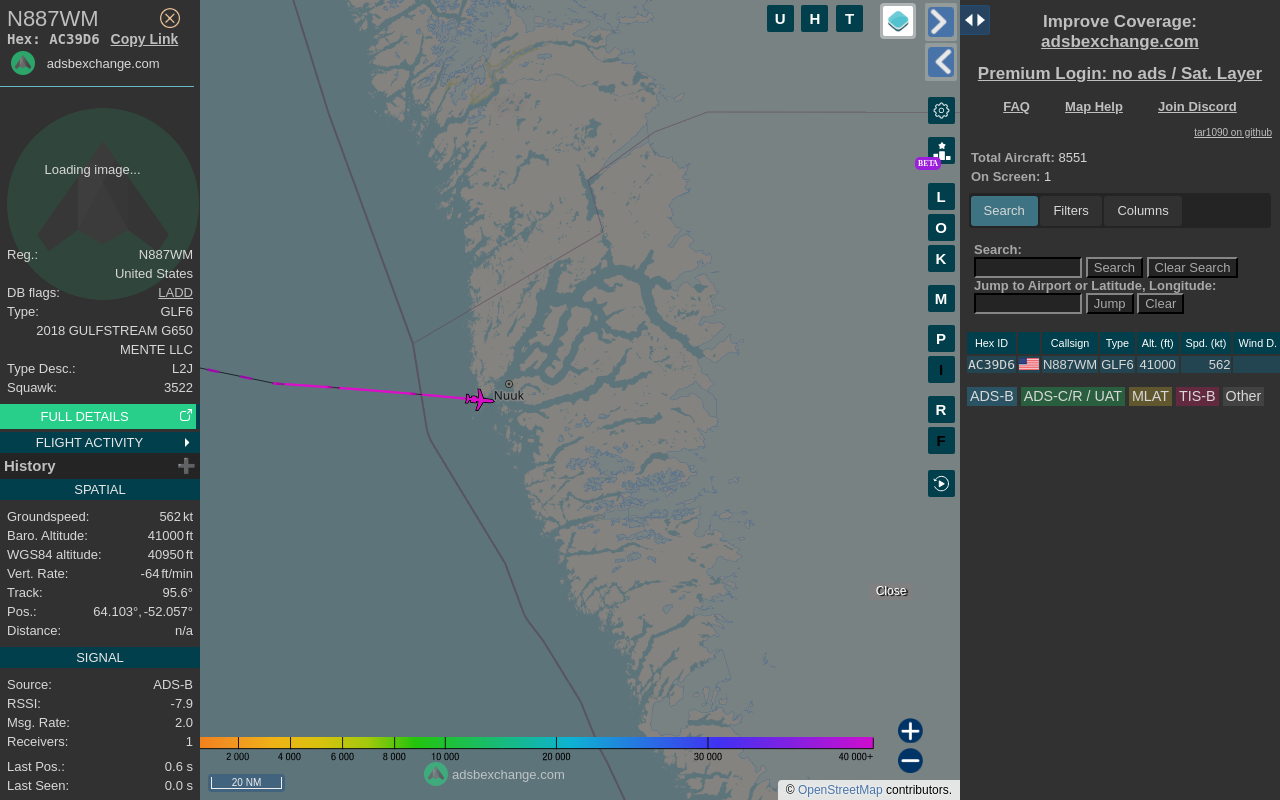 N887WM
Hex: AC39D6 Copy Link
adsbexchange.com
Loading image...
Reg.: N887WM
United States
DB flags: LADD
Type: GLF6
2018 GULFSTREAM G650
MENTE LLC
Type Desc.: L2J
Squawk: 3522
FULL DETAILS
FLIGHT ACTIVITY
History
SPATIAL
Groundspeed: 562 kt
Baro. Altitude: 41000 ft
WGS84 altitude: 40950 ft
Vert. Rate: -64 ft/min
Track: 95.6°
Pos.: 64.103°, -52.057°
Distance: n/a
SIGNAL
Source: ADS-B
RSSI: -7.9
Msg. Rate: 2.0
Receivers: 1
Last Pos.: 0.6 s
Last Seen: 0.0 s
U H T
BETA
L
O
K
M
P
I
R
F
Nuuk
Close
2 000 4 000 6 000 8 000 10 000 20 000 30 000 40 000+
20 NM
adsbexchange.com
© OpenStreetMap contributors.
Improve Coverage:
adsbexchange.com
Premium Login: no ads / Sat. Layer
FAQ Map Help Join Discord
tar1090 on github
Total Aircraft: 8551
On Screen: 1
Search Filters Columns
Search:
Search Clear Search
Jump to Airport or Latitude, Longitude:
Jump Clear
Hex ID Callsign Type Alt. (ft) Spd. (kt) Wind D.
AC39D6 N887WM GLF6 41000 562
ADS-B ADS-C/R / UAT MLAT TIS-B Other